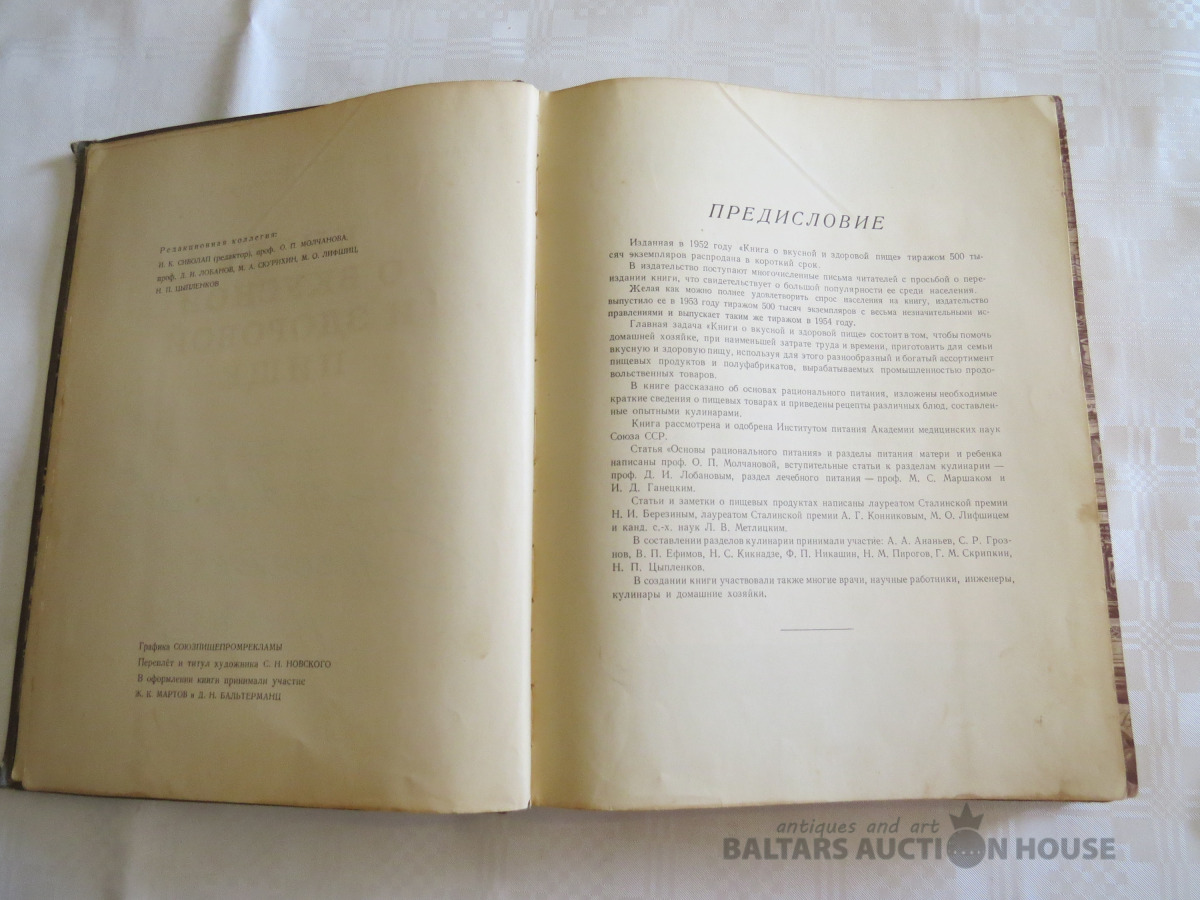 Редакционная коллегия:
И. К. СИВОЛАП (редактор), проф. О. П. МОЛЧАНОВА,
проф. Д. И. ЛОБАНОВ, М. А. СКУРИХИН, М. О. ЛИФШИЦ,
Н. П. ЦЫПЛЕНКОВ
Графика СОЮЗПИЩЕПРОМРЕКЛАМЫ
Переплёт и титул художника С. Н. НОВСКОГО
В оформлении книги принимали участие
К. МАРТОВ и Д. Н. БАЛЬТЕРМАНЦ
ПРЕДИСЛОВИЕ
Изданная в 1952 году «Книга о вкусной и здоровой пище» тиражом 500 ты-
сяч экземпляров распродана в короткий срок.
В издательство поступают многочисленные письма читателей с просьбой о пере-
издании книги, что свидетельствует о большой популярности ее среди населения.
Желая как можно полнее удовлетворить спрос населения на книгу, издательство
выпустило ее в 1953 году тиражом 500 тысяч экземпляров с весьма незначительными ис-
правлениями и выпускает таким же тиражом в 1954 году.
Главная задача «Книги о вкусной и здоровой пище» состоит в том, чтобы помочь
домашней хозяйке, при наименьшей затрате труда и времени, приготовить для семьи
вкусную и здоровую пищу, используя для этого разнообразный и богатый ассортимент
пищевых продуктов и полуфабрикатов, вырабатываемых промышленностью продо-
вольственных товаров.
В книге рассказано об основах рационального питания, изложены необходимые
краткие сведения о пищевых товарах и приведены рецепты различных блюд, составлен-
ные опытными кулинарами.
Книга рассмотрена и одобрена Институтом питания Академии медицинских наук
Союза ССР.
Статья «Основы рационального питания» и разделы питания матери и ребенка
написаны проф. О. П. Молчановой, вступительные статьи к разделам кулинарии —
проф. Д. И. Лобановым, раздел лечебного питания — проф. М. С. Маршаком и
И. Д. Ганецким.
Статьи и заметки о пищевых продуктах написаны лауреатом Сталинской премии
Н. И. Березиным, лауреатом Сталинской премии А. Г. Конниковым, М. О. Лифшицем
и канд. с.-х. наук Л. В. Метлицким.
В составлении разделов кулинарии принимали участие: А. А. Ананьев, С. Р. Гроз-
нов, В. П. Ефимов, Н. С. Кикнадзе, Ф. П. Никашин, Н. М. Пирогов, Г. М. Скрипкин,
Н. П. Цыпленков.
В создании книги участвовали также многие врачи, научные работники, инженеры,
кулинары и домашние хозяйки.
antiques and art
BALTARS AUCTION HOUSE